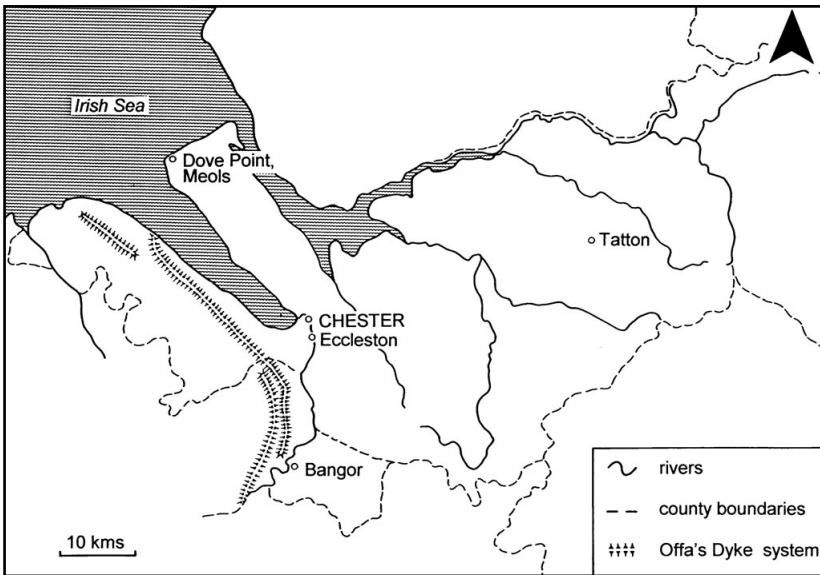 Irish Sea
Dove Point,
Meols
Tatton
CHESTER
Eccleston
Bangor
10 kms
rivers
county boundaries
Offa's Dyke system